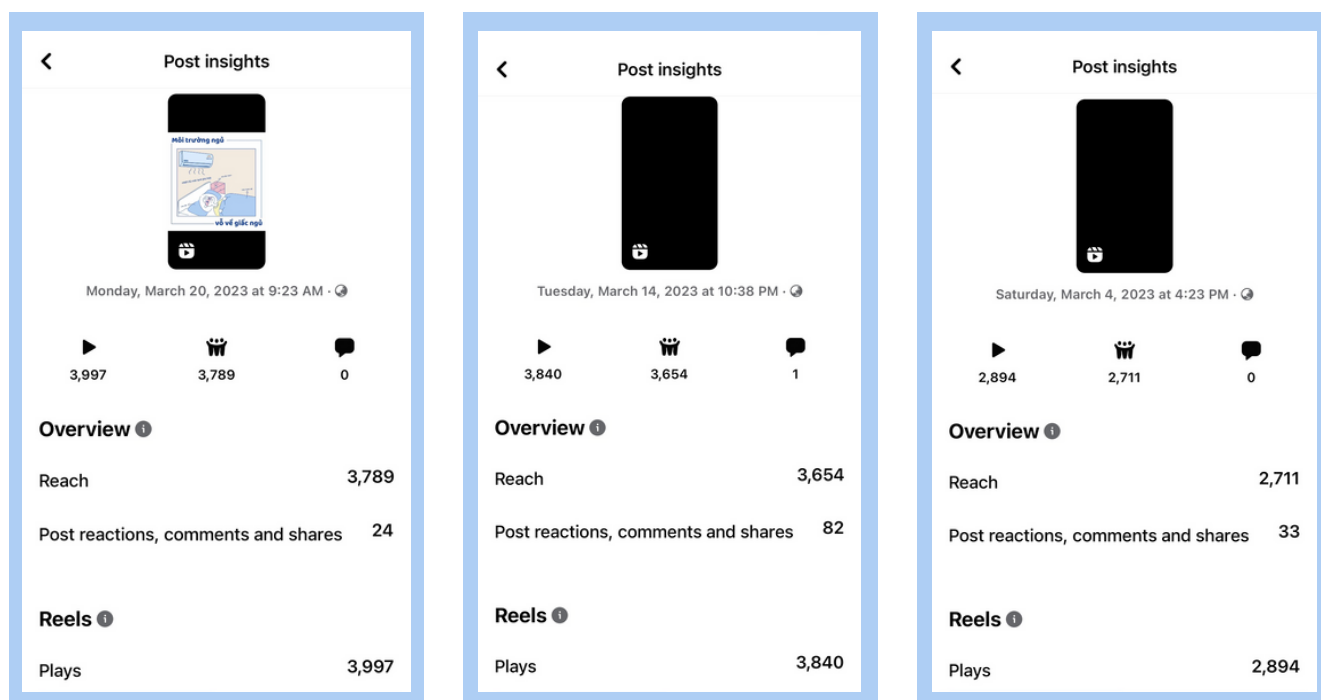 Post insights
Môi trường ngủ
vỗ về giấc ngủ
Monday, March 20, 2023 at 9:23 AM ·
3,997 3,789 0
Overview
Reach 3,789
Post reactions, comments and shares 24
Reels
Plays 3,997
Post insights
Tuesday, March 14, 2023 at 10:38 PM ·
3,840 3,654 1
Overview
Reach 3,654
Post reactions, comments and shares 82
Reels
Plays 3,840
Post insights
Saturday, March 4, 2023 at 4:23 PM ·
2,894 2,711 0
Overview
Reach 2,711
Post reactions, comments and shares 33
Reels
Plays 2,894